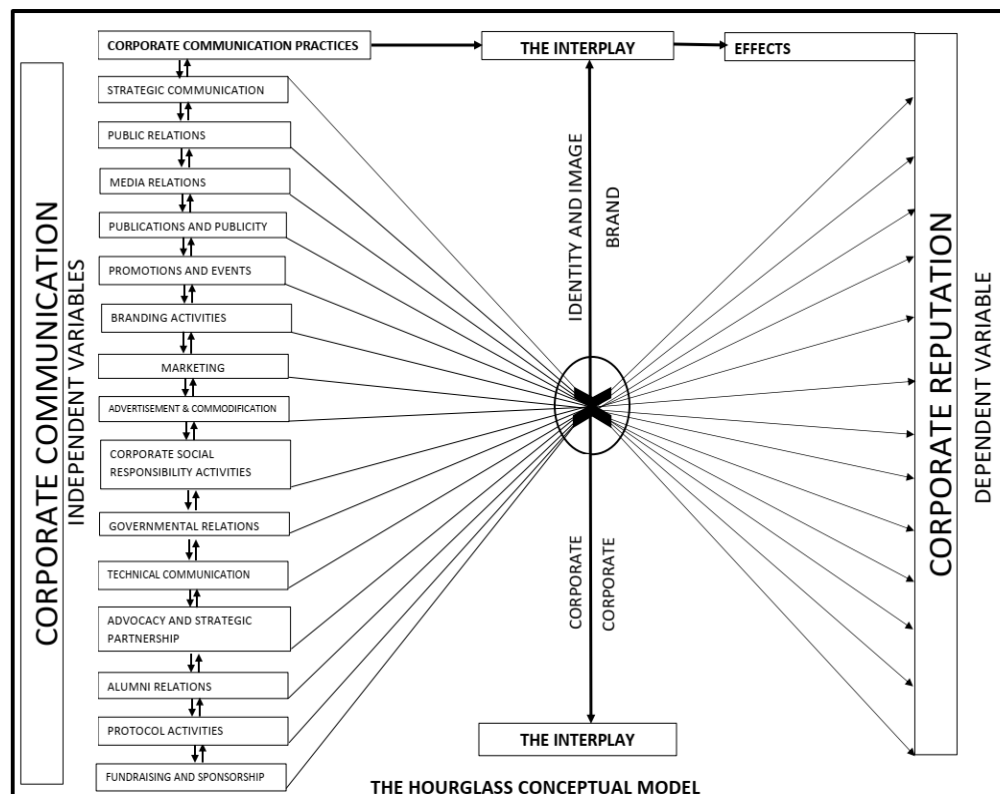 CORPORATE COMMUNICATION PRACTICES
THE INTERPLAY
EFFECTS
CORPORATE COMMUNICATION
INDEPENDENT VARIABLES
STRATEGIC COMMUNICATION
PUBLIC RELATIONS
MEDIA RELATIONS
PUBLICATIONS AND PUBLICITY
PROMOTIONS AND EVENTS
BRANDING ACTIVITIES
MARKETING
ADVERTISEMENT & COMMODIFICATION
CORPORATE SOCIAL
RESPONSIBILITY ACTIVITIES
GOVERNMENTAL RELATIONS
TECHNICAL COMMUNICATION
ADVOCACY AND STRATEGIC
PARTNERSHIP
ALUMNI RELATIONS
PROTOCOL ACTIVITIES
FUNDRAISING AND SPONSORSHIP
CORPORATE IDENTITY AND IMAGE
CORPORATE BRAND
THE INTERPLAY
CORPORATE REPUTATION
DEPENDENT VARIABLE
THE HOURGLASS CONCEPTUAL MODEL